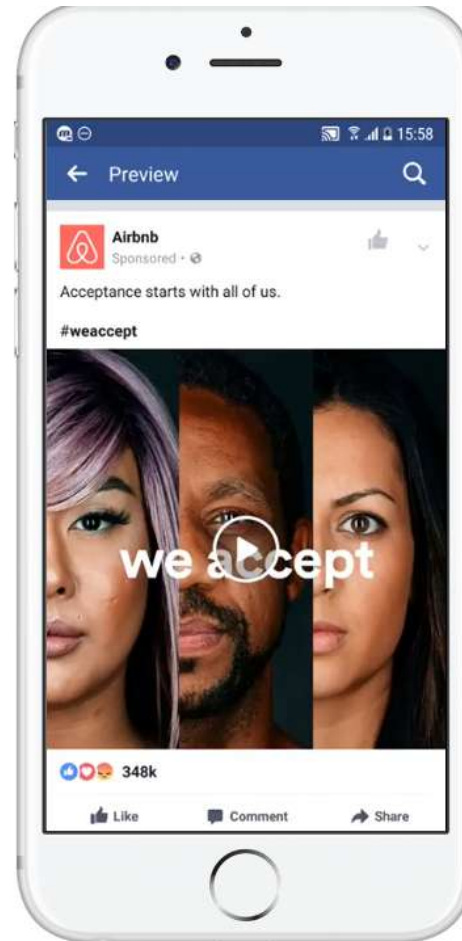 15:58
Preview
Airbnb
Sponsored
Acceptance starts with all of us.
#weaccept
we accept
348k
Like Comment Share